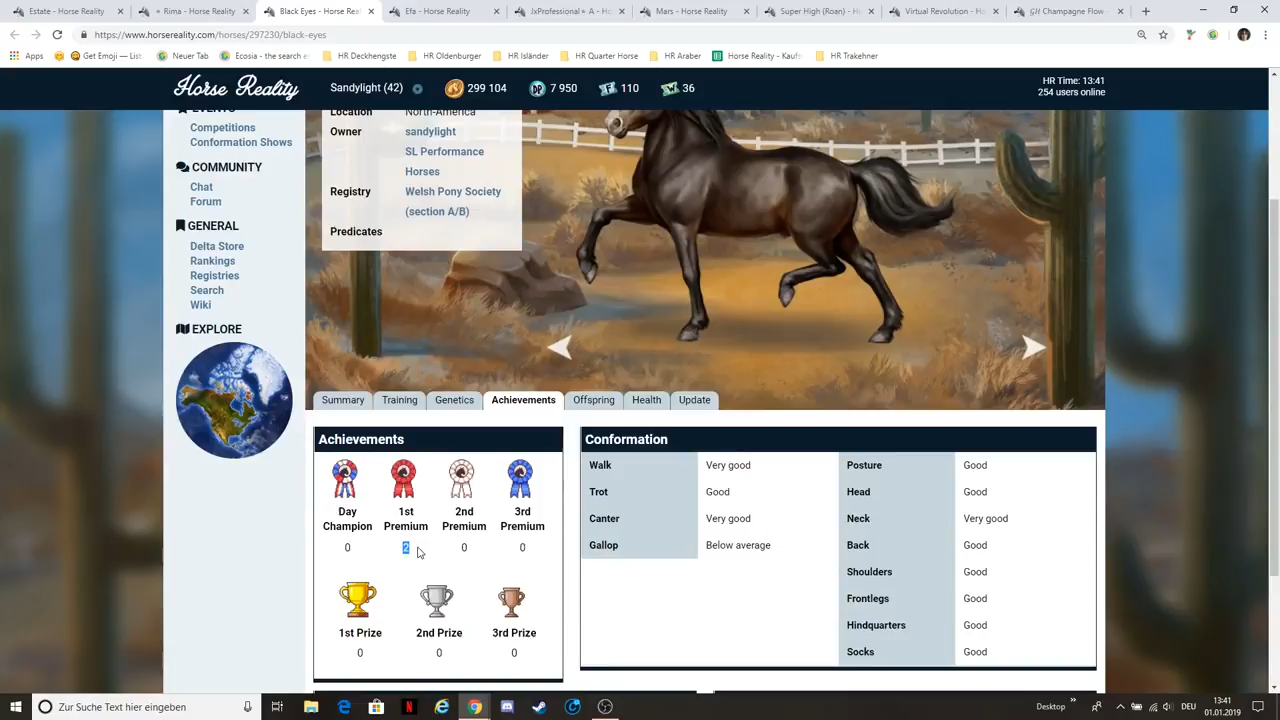 Estate - Horse Reality
Rima - Horse Reality
Black Eyes - Horse Rea
Efa - Horse Reality
JxProfessional» A - Ho
Mars - Horse Reality
Super High (Roan) - H
Virtual Revolution - Ho
Champagne Flow
https://www.horsereality.com/horses/297230/black-eyes
Apps
Get Emoji — List
Neuer Tab
Ecosia - the search e
HR Deckhengste
HR Oldenburger
HR Isländer
HR Quarter Horse
HR Araber
Horse Reality - Kaufs
HR Trakehner
Horse Reality
Sandylight (42)
299 104
7 950
110
36
HR Time: 13:41
254 users online
EVENTS
Competitions
Conformation Shows
COMMUNITY
Chat
Forum
GENERAL
Delta Store
Rankings
Registries
Search
Wiki
EXPLORE
Location North-America
Owner sandylight
SL Performance
Horses
Registry Welsh Pony Society
(section A/B)
Predicates
Summary Training Genetics Achievements Offspring Health Update
Achievements
Day Champion
1st Premium
2nd Premium
3rd Premium
0 2 0 0
1st Prize 2nd Prize 3rd Prize
0 0 0
Conformation
Walk Very good
Trot Good
Canter Very good
Gallop Below average
Posture Good
Head Good
Neck Very good
Back Good
Shoulders Good
Frontlegs Good
Hindquarters Good
Socks Good
Zur Suche Text hier eingeben
Desktop
DEU
13:41
01.01.2019